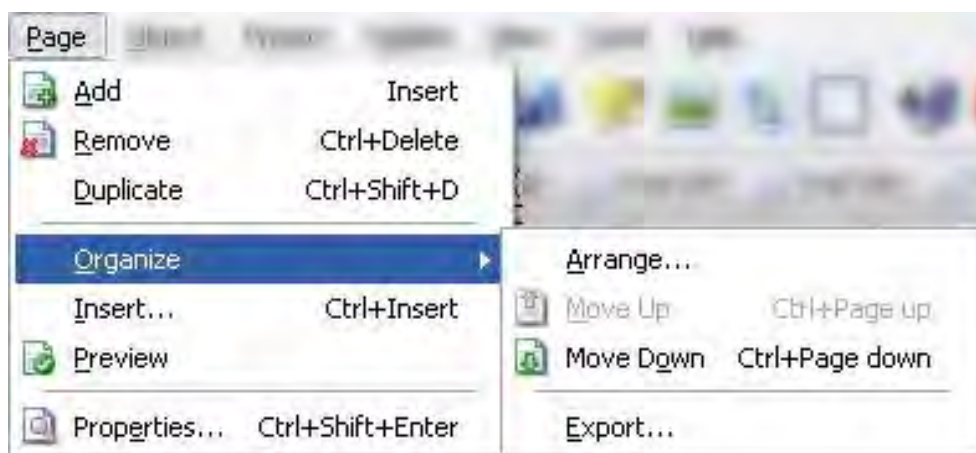 Page
Add Insert
Remove Ctrl+Delete
Duplicate Ctrl+Shift+D
Organize
Insert... Ctrl+Insert
Preview
Properties... Ctrl+Shift+Enter
Arrange...
Move Up Ctrl+Page up
Move Down Ctrl+Page down
Export...